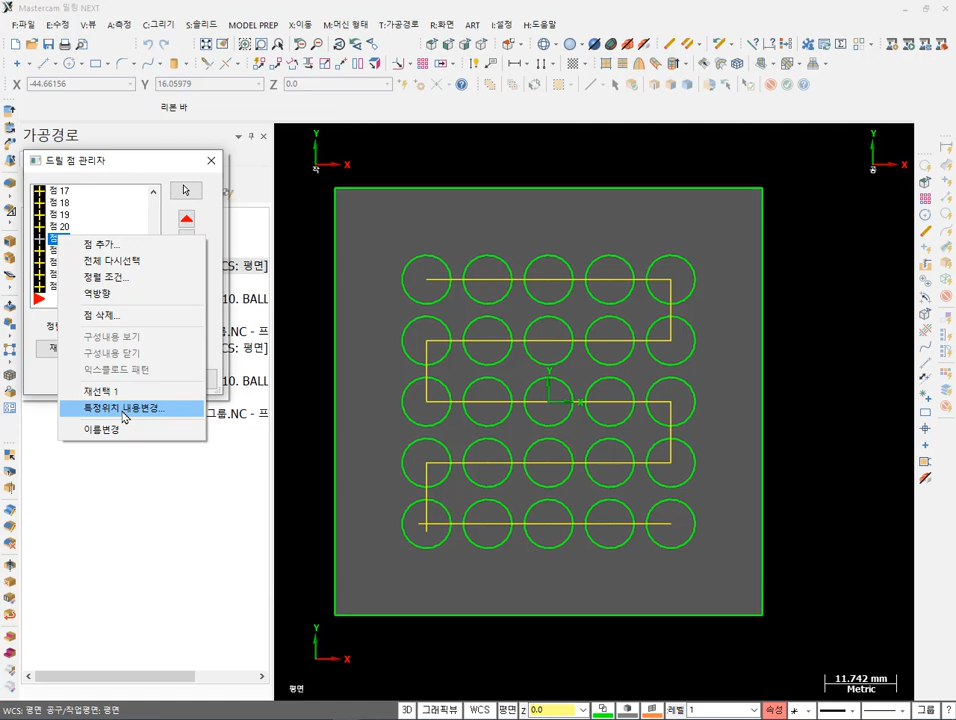 Mastercam 밀링 NEXT
F:파일 E:수정 V:뷰 A:측정 C:그리기 S:솔리드 MODEL PREP X:이동 M:머신 형태 T:가공경로 R:화면 ART I:설정 H:도움말
X -44.66156 Y 16.05979 Z 0.0
리본 바
가공경로
드릴 점 관리자
점 17
점 18
점 19
점 20
점 추가...
전체 다시선택
정렬 조건...
역방향
점 삭제...
구성내용 보기
구성내용 닫기
익스플로드 패턴
재선택 1
특정위치 내용변경...
이름변경
CS: 평면]
10. BALL
.NC - 프
CS: 평면]
10. BALL
그룹.NC - 프
Y
X
작
Y
X
공
Y
X
Y
X
평면
11.742 mm
Metric
WCS: 평면 공구/작업평면: 평면
3D 그래픽뷰 WCS 평면 Z 0.0 레벨 1 속성 그룹 ?